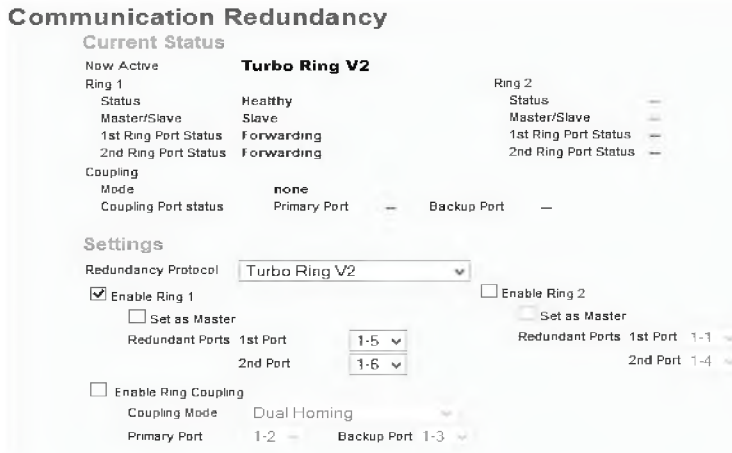 Communication Redundancy
Current Status
Now Active Turbo Ring V2
Ring 1 Ring 2
Status Healthy Status —
Master/Slave Slave Master/Slave —
1st Ring Port Status Forwarding 1st Ring Port Status —
2nd Ring Port Status Forwarding 2nd Ring Port Status —
Coupling
Mode none
Coupling Port status Primary Port — Backup Port —
Settings
Redundancy Protocol Turbo Ring V2
Enable Ring 1 Enable Ring 2
Set as Master Set as Master
Redundant Ports 1st Port 1-5 Redundant Ports 1st Port 1-1
2nd Port 1-6 2nd Port 1-4
Enable Ring Coupling
Coupling Mode Dual Homing
Primary Port 1-2 Backup Port 1-3